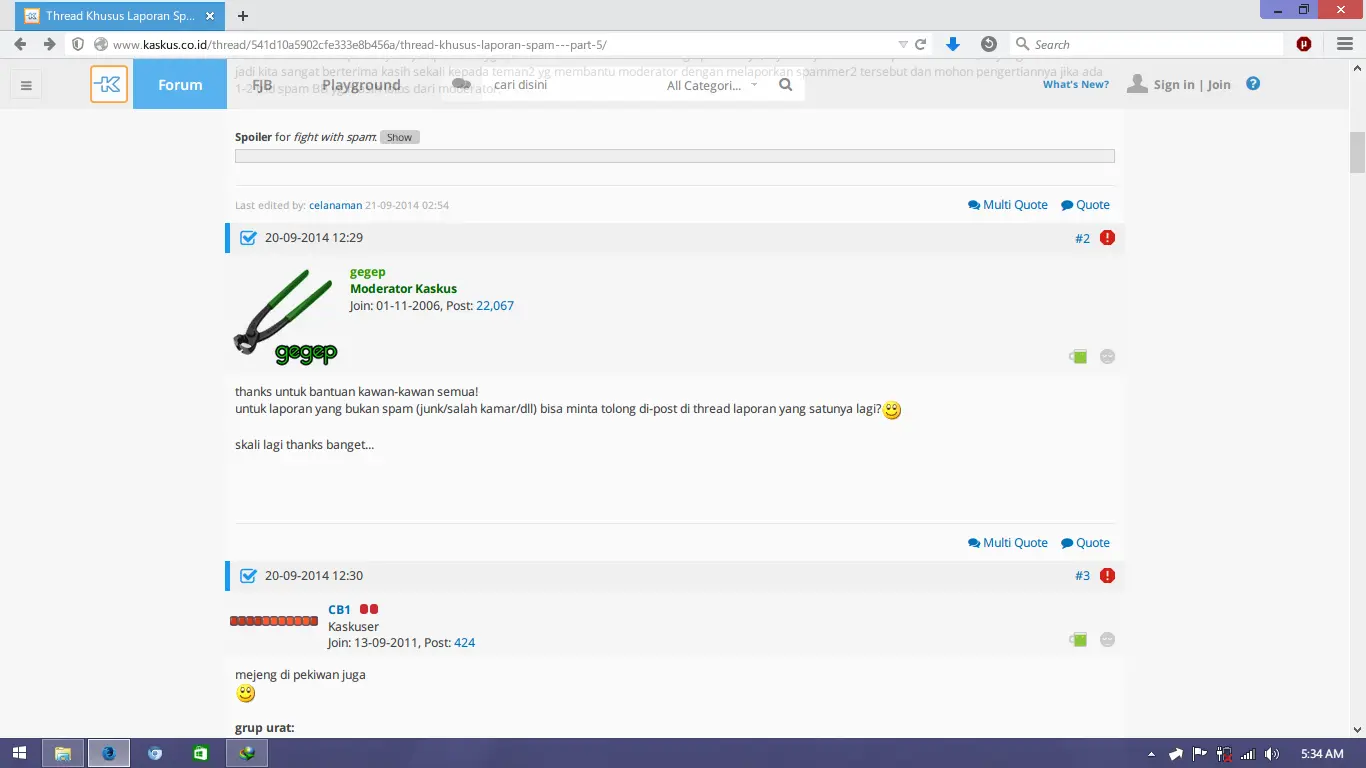 Thread Khusus Laporan Sp...
www.kaskus.co.id/thread/541d10a5902cfe333e8b456a/thread-khusus-laporan-spam---part-5/
Search
jadi kita sangat berterima kasih sekali kepada teman2 yg membantu moderator dengan melaporkan spammer2 tersebut dan mohon pengertiannya jika ada
Forum
FJB
Playground
cari disini
All Categori...
What's New?
Sign in | Join
Spoiler for fight with spam: Show
Last edited by: celanaman 21-09-2014 02:54
Multi Quote Quote
20-09-2014 12:29
#2
gegep
Moderator Kaskus
Join: 01-11-2006, Post: 22,067
gegep
thanks untuk bantuan kawan-kawan semua!
untuk laporan yang bukan spam (junk/salah kamar/dll) bisa minta tolong di-post di thread laporan yang satunya lagi?
skali lagi thanks banget...
Multi Quote Quote
20-09-2014 12:30
#3
CB1
Kaskuser
Join: 13-09-2011, Post: 424
mejeng di pekiwan juga
grup urat:
5:34 AM